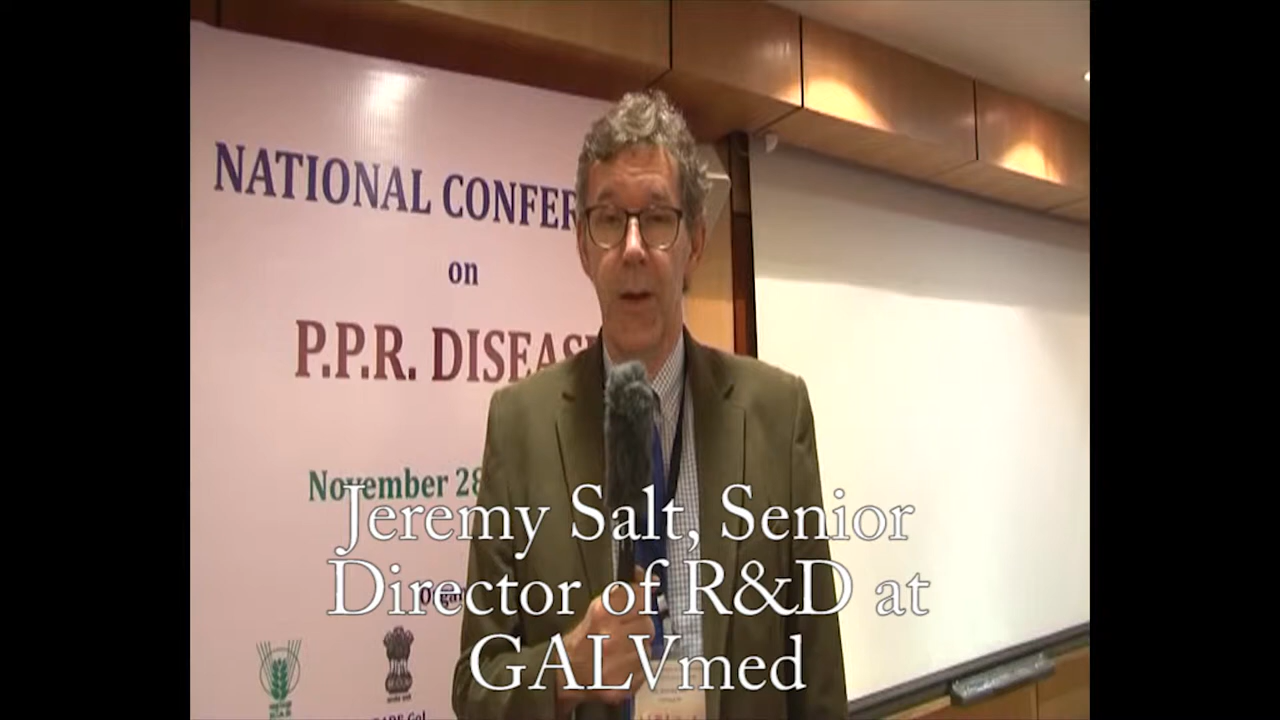 NATIONAL CONFER
on
P.P.R. DISEAS
November 28
Jeremy Salt, Senior
Director of R&D at
GALVmed